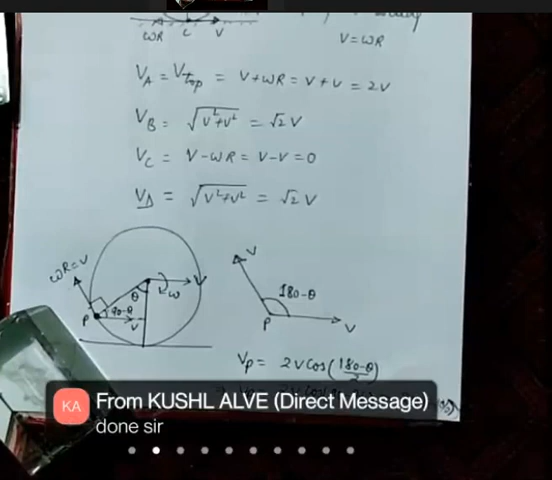 ωR C V V = ωR
V_A = V_top = V + ωR = V + V = 2V
V_B = √V²+V² = √2 V
V_C = V - ωR = V - V = 0
V_D = √V²+V² = √2 V
ωR = V
θ
ω
V
P
90-θ
V
V
180-θ
P
V
V_P = 2V cos(180-θ/2)
KA
From KUSHL ALVE (Direct Message)
done sir